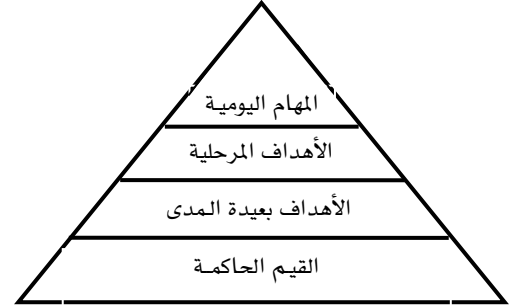 المهام اليومية
الأهداف المرحلية
الأهداف بعيدة المدى
القيم الحاكمة